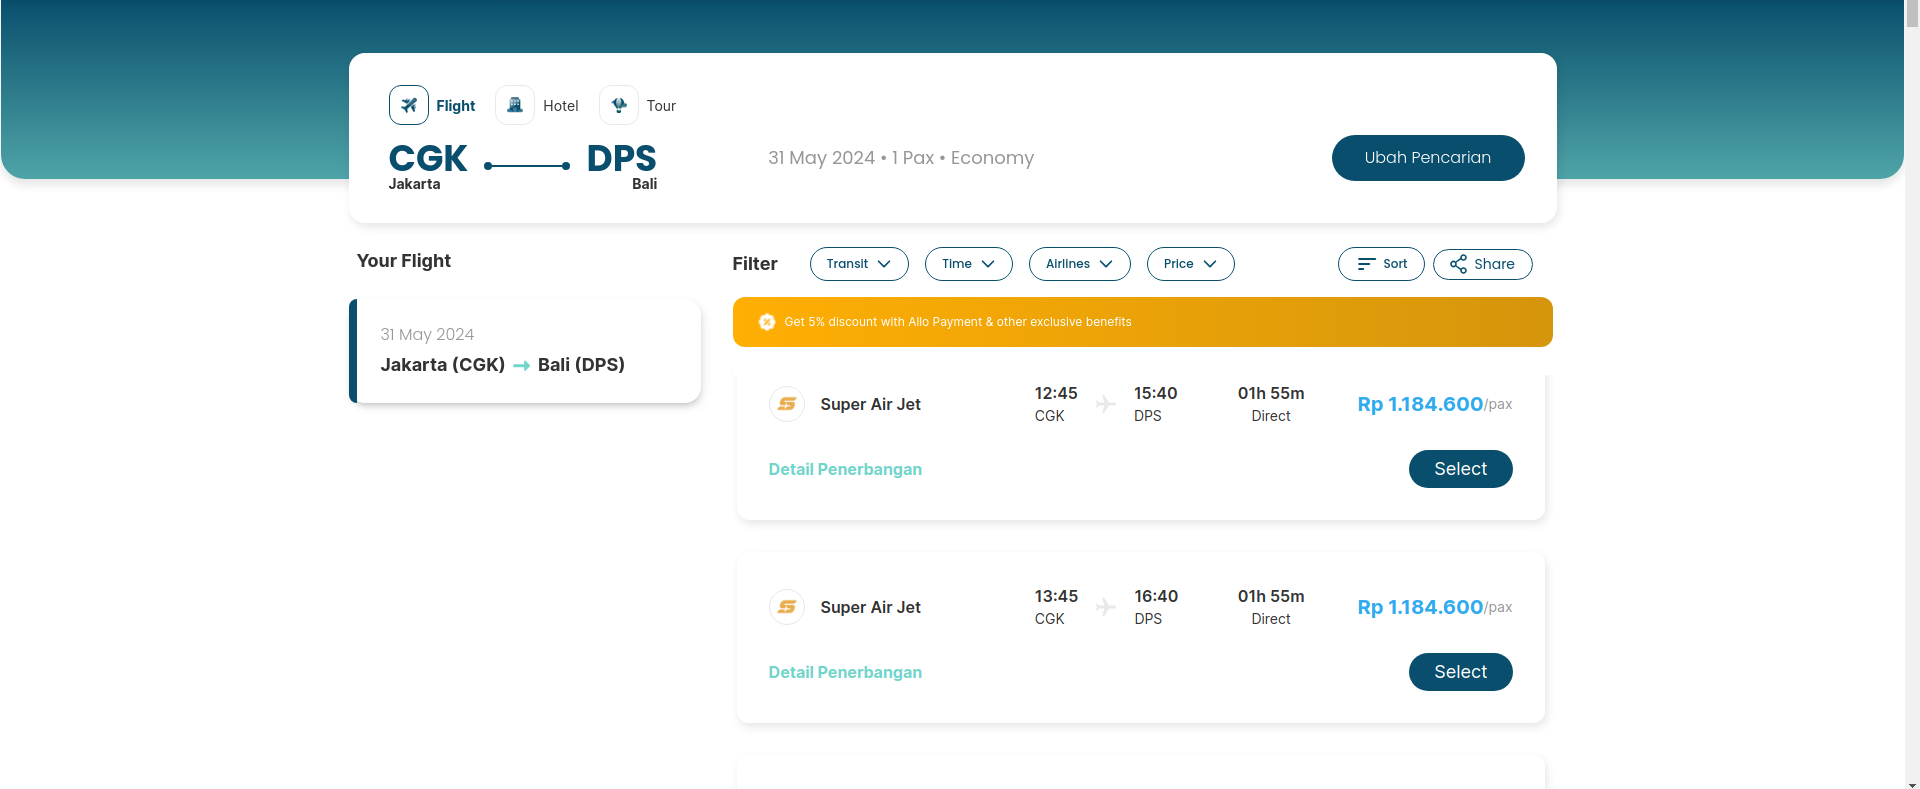 Flight Hotel Tour
CGK DPS
Jakarta Bali
31 May 2024 • 1 Pax • Economy
Ubah Pencarian
Your Flight
31 May 2024
Jakarta (CGK) → Bali (DPS)
Filter Transit Time Airlines Price Sort Share
Get 5% discount with Allo Payment & other exclusive benefits
Super Air Jet 12:45 15:40 01h 55m Rp 1.184.600/pax
CGK DPS Direct
Detail Penerbangan Select
Super Air Jet 13:45 16:40 01h 55m Rp 1.184.600/pax
CGK DPS Direct
Detail Penerbangan Select